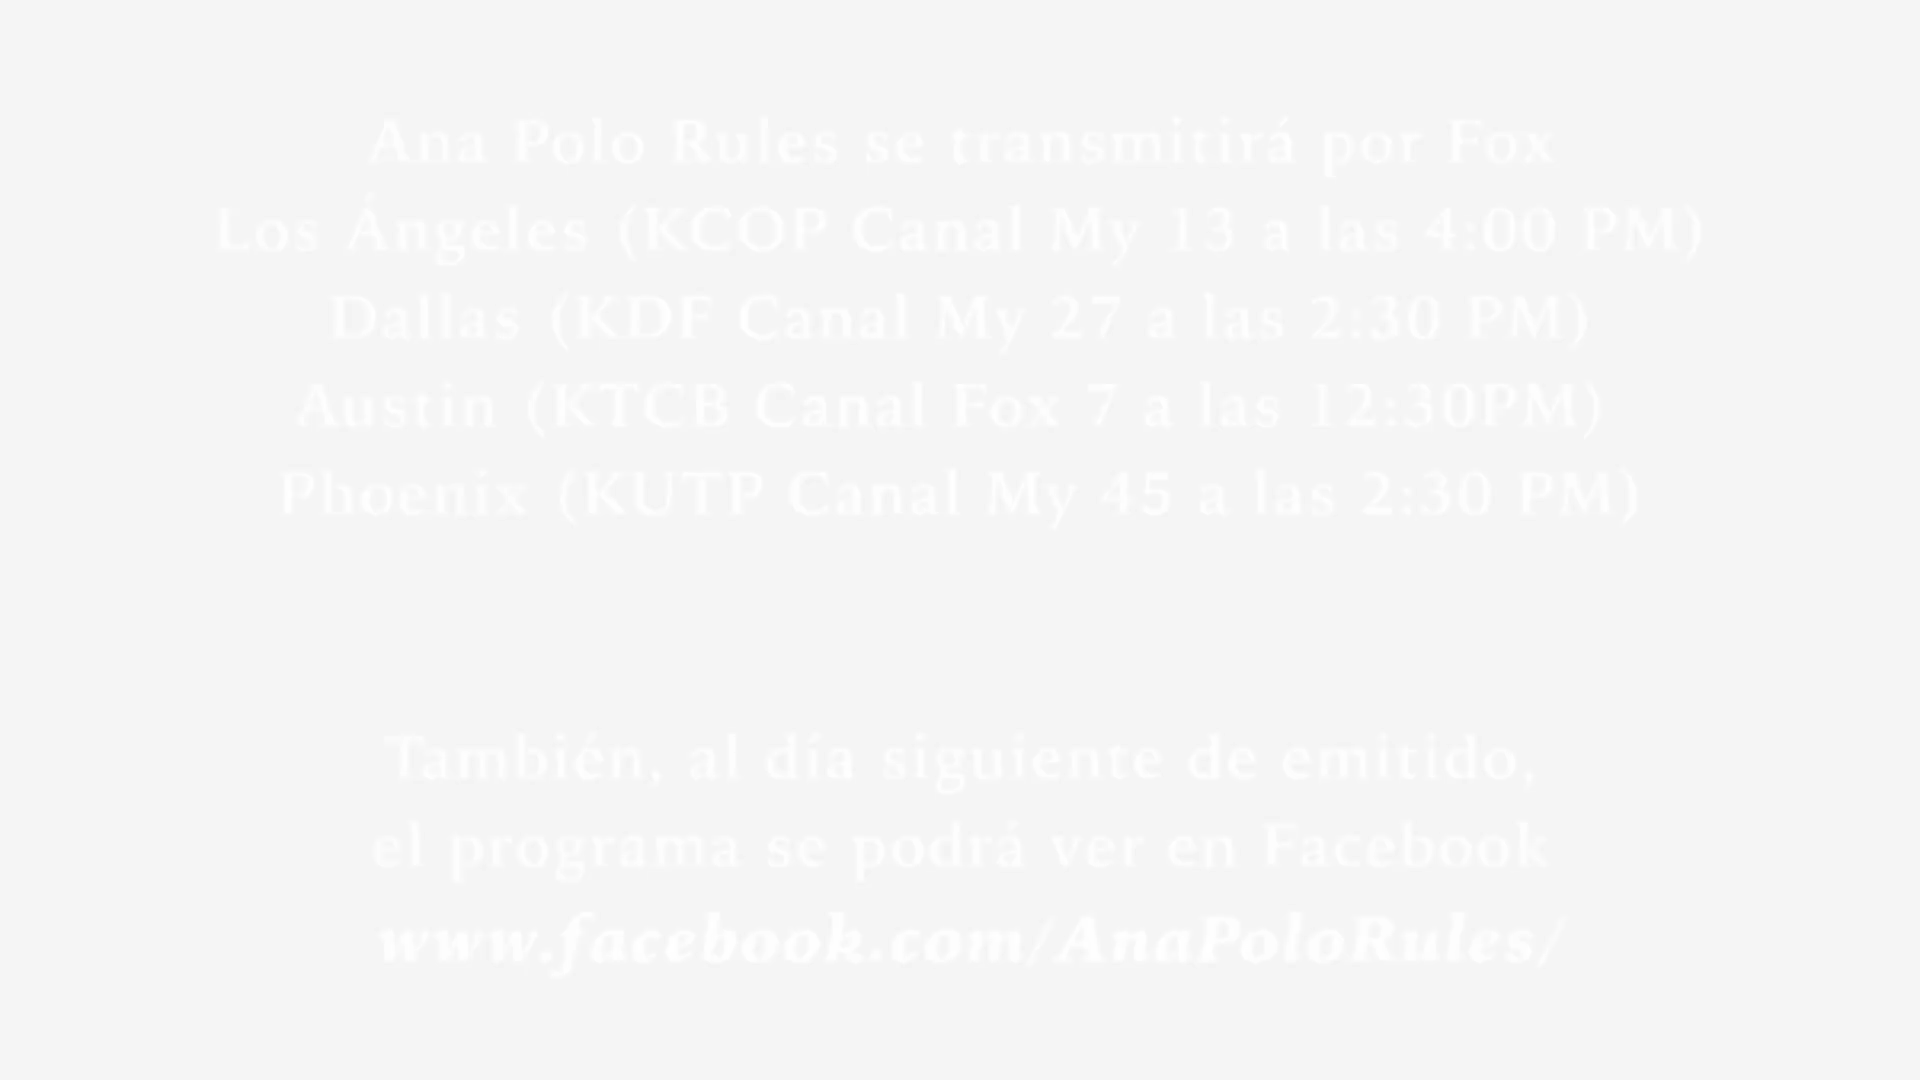 Ana Polo Rules se transmitirá por Fox
Los Ángeles (KCOP Canal My 13 a las 4:00 PM)
Dallas (KDF Canal My 27 a las 2:30 PM)
Austin (KTCB Canal Fox 7 a las 12:30PM)
Phoenix (KUTP Canal My 45 a las 2:30 PM)
También, al día siguiente de emitido,
el programa se podrá ver en Facebook
www.facebook.com/AnaPoloRules/